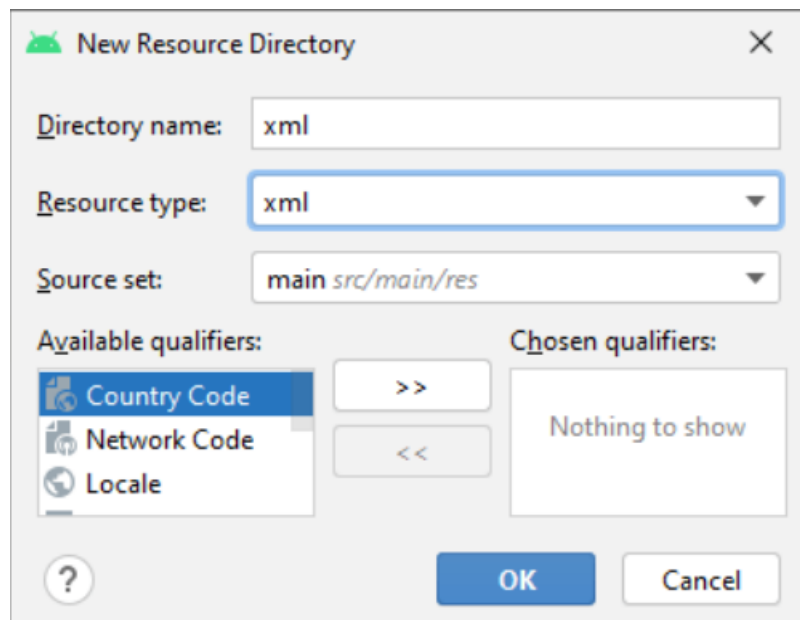 New Resource Directory
Directory name: xml
Resource type: xml
Source set: main src/main/res
Available qualifiers:
Chosen qualifiers:
Country Code
Network Code
Locale
>>
<<
Nothing to show
?
OK
Cancel